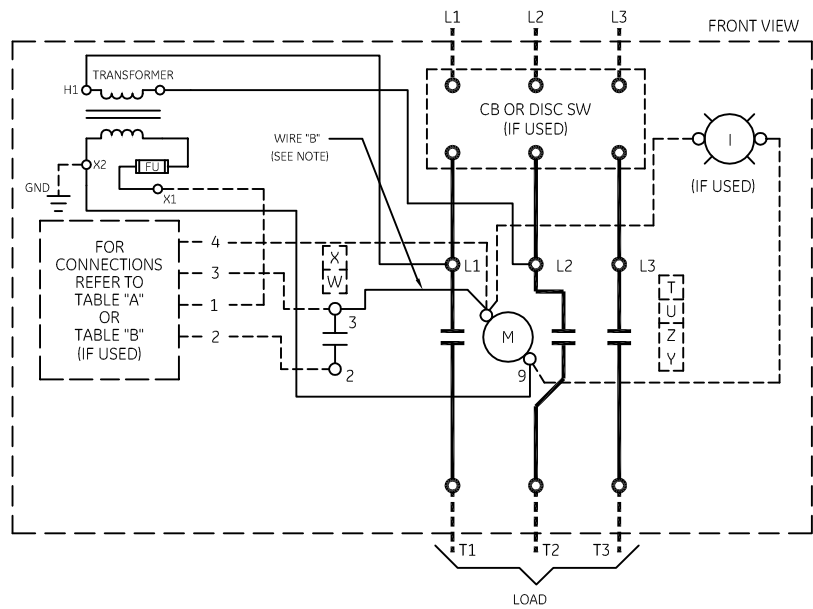 L1 L2 L3
FRONT VIEW
TRANSFORMER
H1
CB OR DISC SW
(IF USED)
WIRE "B"
(SEE NOTE)
I
(IF USED)
X2
FU
X1
GND
4
3
1
2
FOR
CONNECTIONS
REFER TO
TABLE "A"
OR
TABLE "B"
(IF USED)
X
W
L1
L2
L3
3
2
M
9
T
U
Z
Y
T1 T2 T3
LOAD